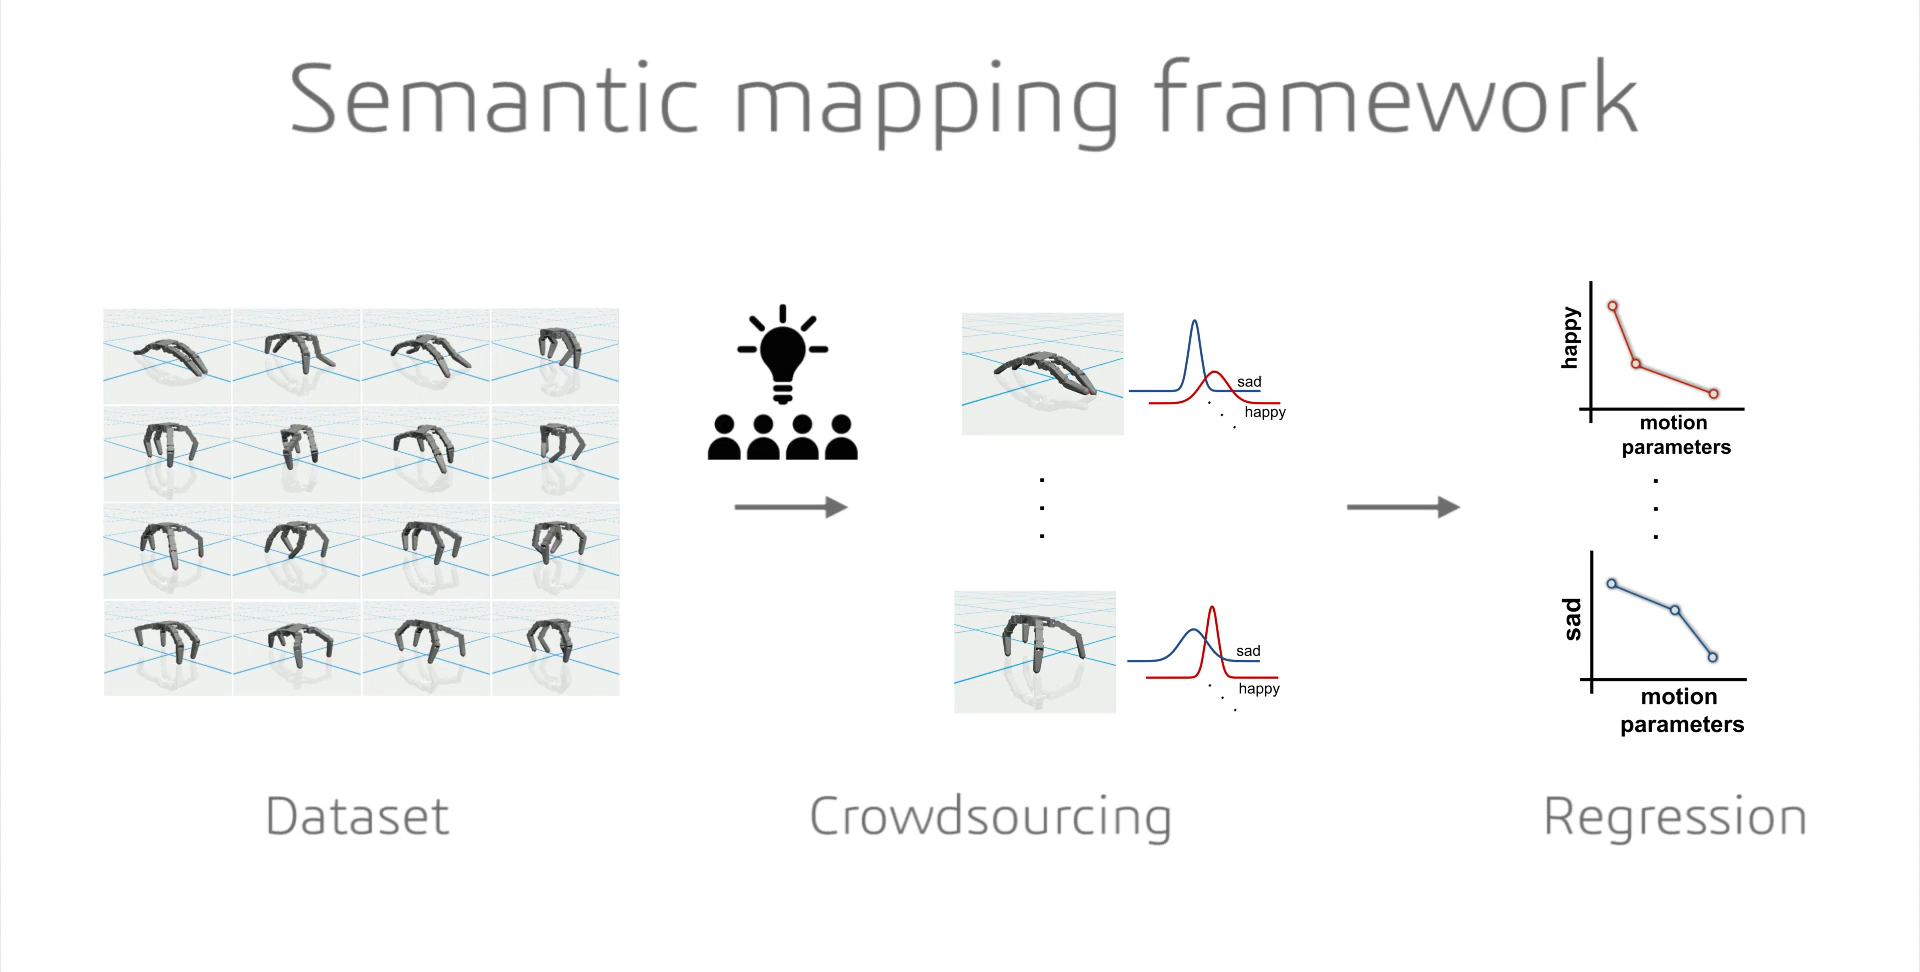 Semantic mapping framework
sad
happy
sad
happy
happy
motion
parameters
sad
motion
parameters
Dataset
Crowdsourcing
Regression